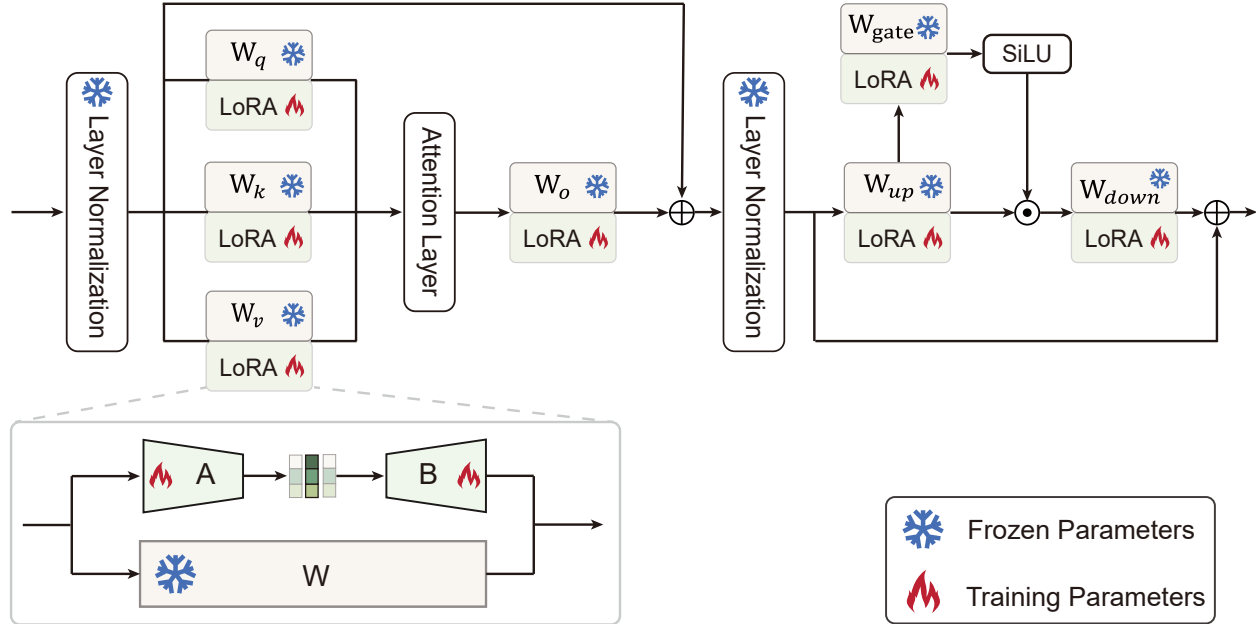 Layer Normalization
W_q
LoRA
W_k
LoRA
W_v
LoRA
Attention Layer
W_o
LoRA
Layer Normalization
W_gate
LoRA
SiLU
W_up
LoRA
W_down
LoRA
A
B
W
Frozen Parameters
Training Parameters